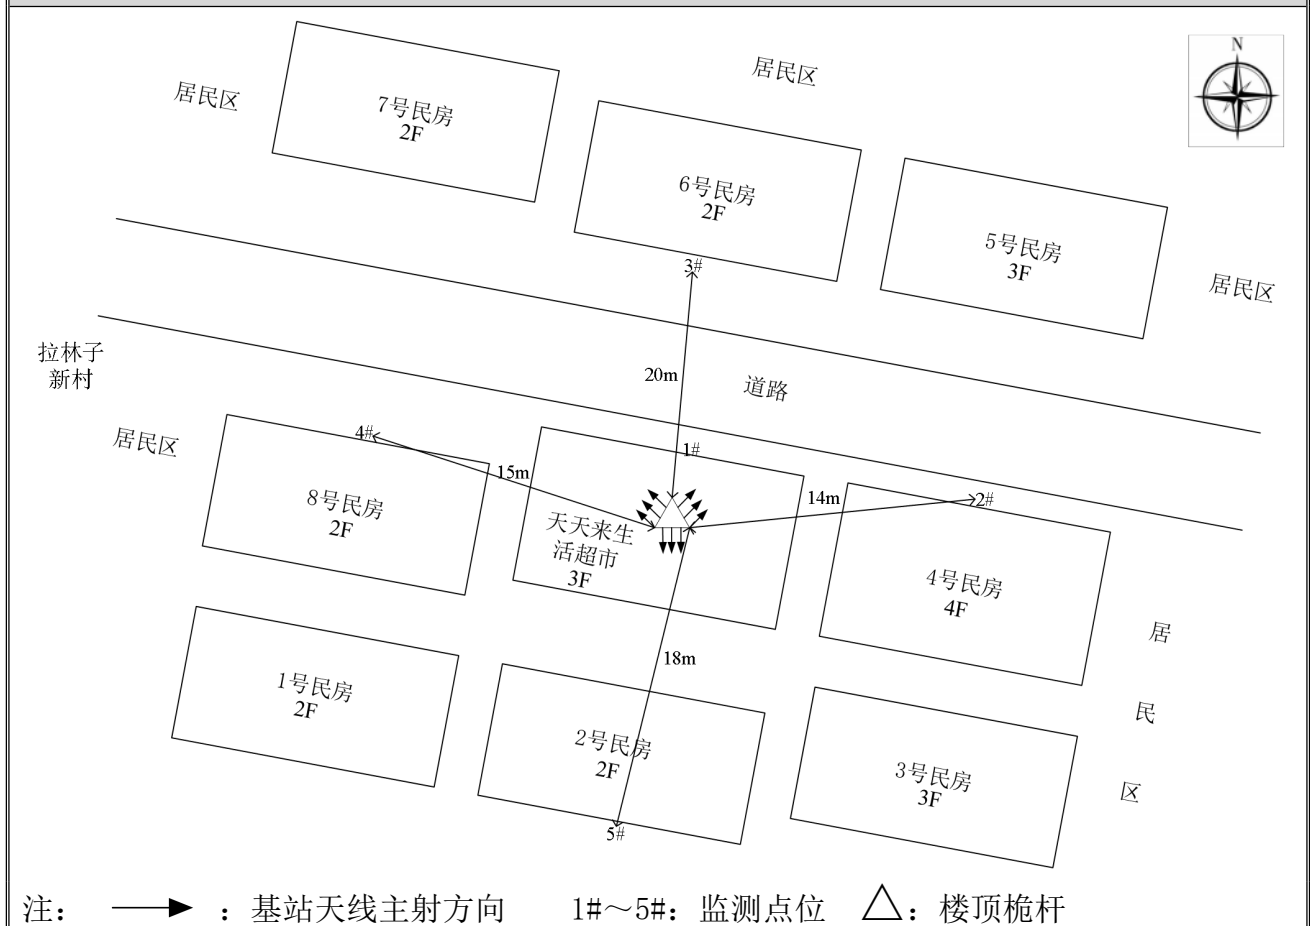 N
居民区
居民区
7号民房
2F
6号民房
2F
5号民房
3F
居民区
3#
拉林子
新村
20m
道路
居民区
4#
1#
15m
14m
2#
8号民房
2F
天天来生
活超市
3F
4号民房
4F
居
民
区
18m
1号民房
2F
2号民房
2F
3号民房
3F
5#
注： ：基站天线主射方向 1#～5#：监测点位 ：楼顶桅杆